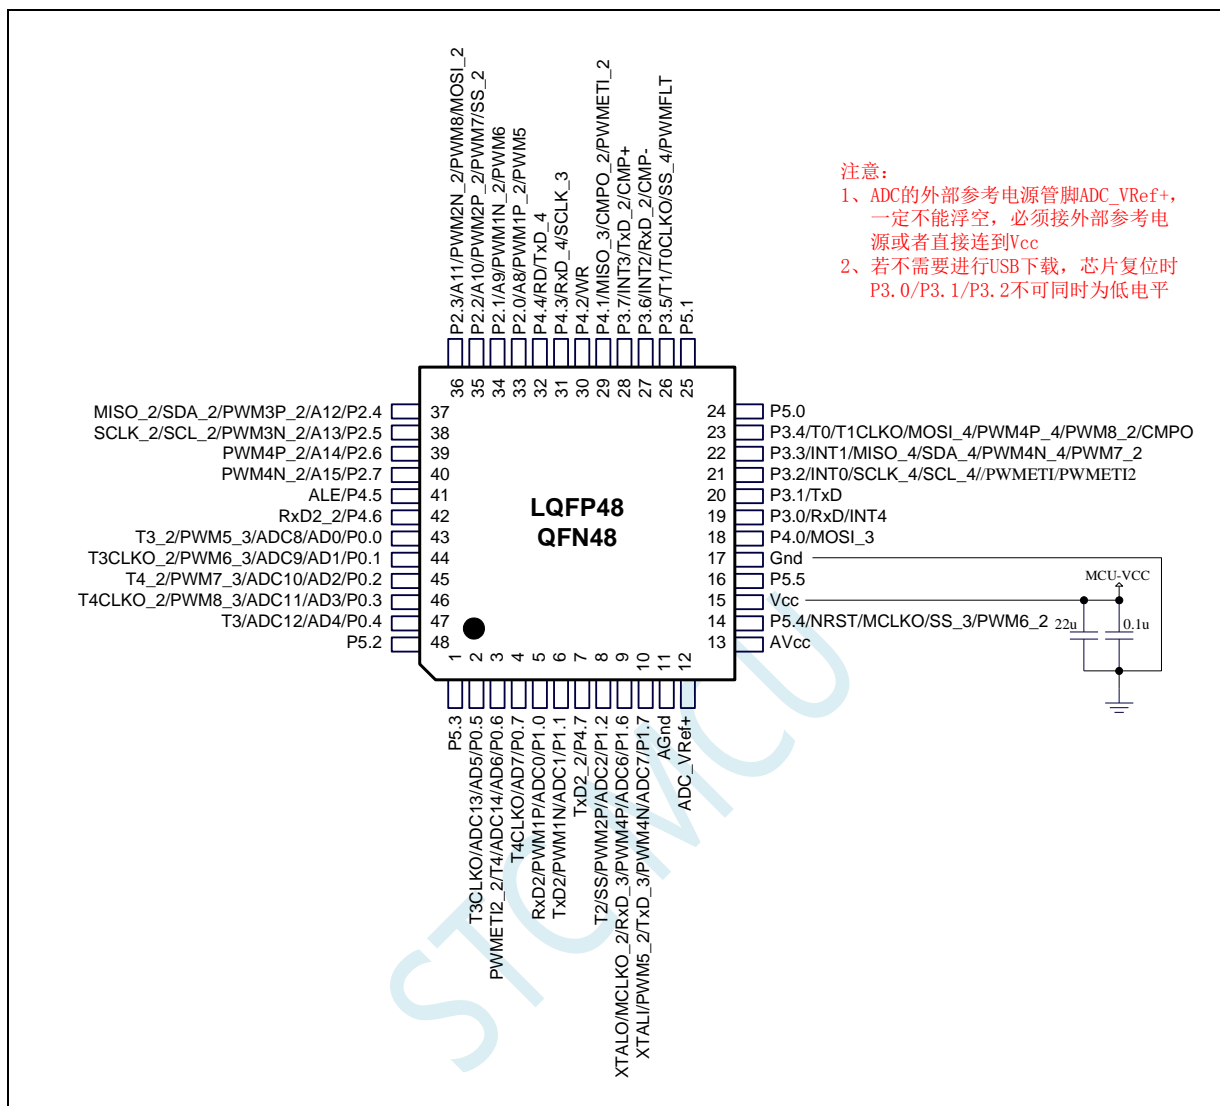 P2.3/A11/PWM2N_2/PWM8/MOSI_2
P2.2/A10/PWM2P_2/PWM7/SS_2
P2.1/A9/PWM1N_2/PWM6
P2.0/A8/PWM1P_2/PWM5
P4.4/RD/TxD_4
P4.3/RxD_4/SCLK_3
P4.2/WR
P4.1/MISO_3/CMPO_2/PWMETI_2
P3.7/INT3/TxD_2/CMP+
P3.6/INT2/RxD_2/CMP-
P3.5/T1/T0CLKO/SS_4/PWMFLT
P5.1
注意：
1、ADC的外部参考电源管脚ADC_VRef+，
一定不能浮空，必须接外部参考电
源或者直接连到Vcc
2、若不需要进行USB下载，芯片复位时
P3.0/P3.1/P3.2不可同时为低电平
36 35 34 33 32 31 30 29 28 27 26 25
MISO_2/SDA_2/PWM3P_2/A12/P2.4 37
SCLK_2/SCL_2/PWM3N_2/A13/P2.5 38
PWM4P_2/A14/P2.6 39
PWM4N_2/A15/P2.7 40
ALE/P4.5 41
RxD2_2/P4.6 42
T3_2/PWM5_3/ADC8/AD0/P0.0 43
T3CLKO_2/PWM6_3/ADC9/AD1/P0.1 44
T4_2/PWM7_3/ADC10/AD2/P0.2 45
T4CLKO_2/PWM8_3/ADC11/AD3/P0.3 46
T3/ADC12/AD4/P0.4 47
P5.2 48
LQFP48
QFN48
24 P5.0
23 P3.4/T0/T1CLKO/MOSI_4/PWM4P_4/PWM8_2/CMPO
22 P3.3/INT1/MISO_4/SDA_4/PWM4N_4/PWM7_2
21 P3.2/INT0/SCLK_4/SCL_4//PWMETI/PWMETI2
20 P3.1/TxD
19 P3.0/RxD/INT4
18 P4.0/MOSI_3
17 Gnd
16 P5.5
15 Vcc
14 P5.4/NRST/MCLKO/SS_3/PWM6_2
13 AVcc
MCU-VCC
22u 0.1u
1 2 3 4 5 6 7 8 9 10 11 12
P5.3
T3CLKO/ADC13/AD5/P0.5
PWMETI2_2/T4/ADC14/AD6/P0.6
T4CLKO/AD7/P0.7
RxD2/PWM1P/ADC0/P1.0
TxD2/PWM1N/ADC1/P1.1
TxD2_2/P4.7
T2/SS/PWM2P/ADC2/P1.2
XTALO/MCLKO_2/RxD_3/PWM4P/ADC6/P1.6
XTALI/PWM5_2/TxD_3/PWM4N/ADC7/P1.7
AGnd
ADC_VRef+
STCMCU